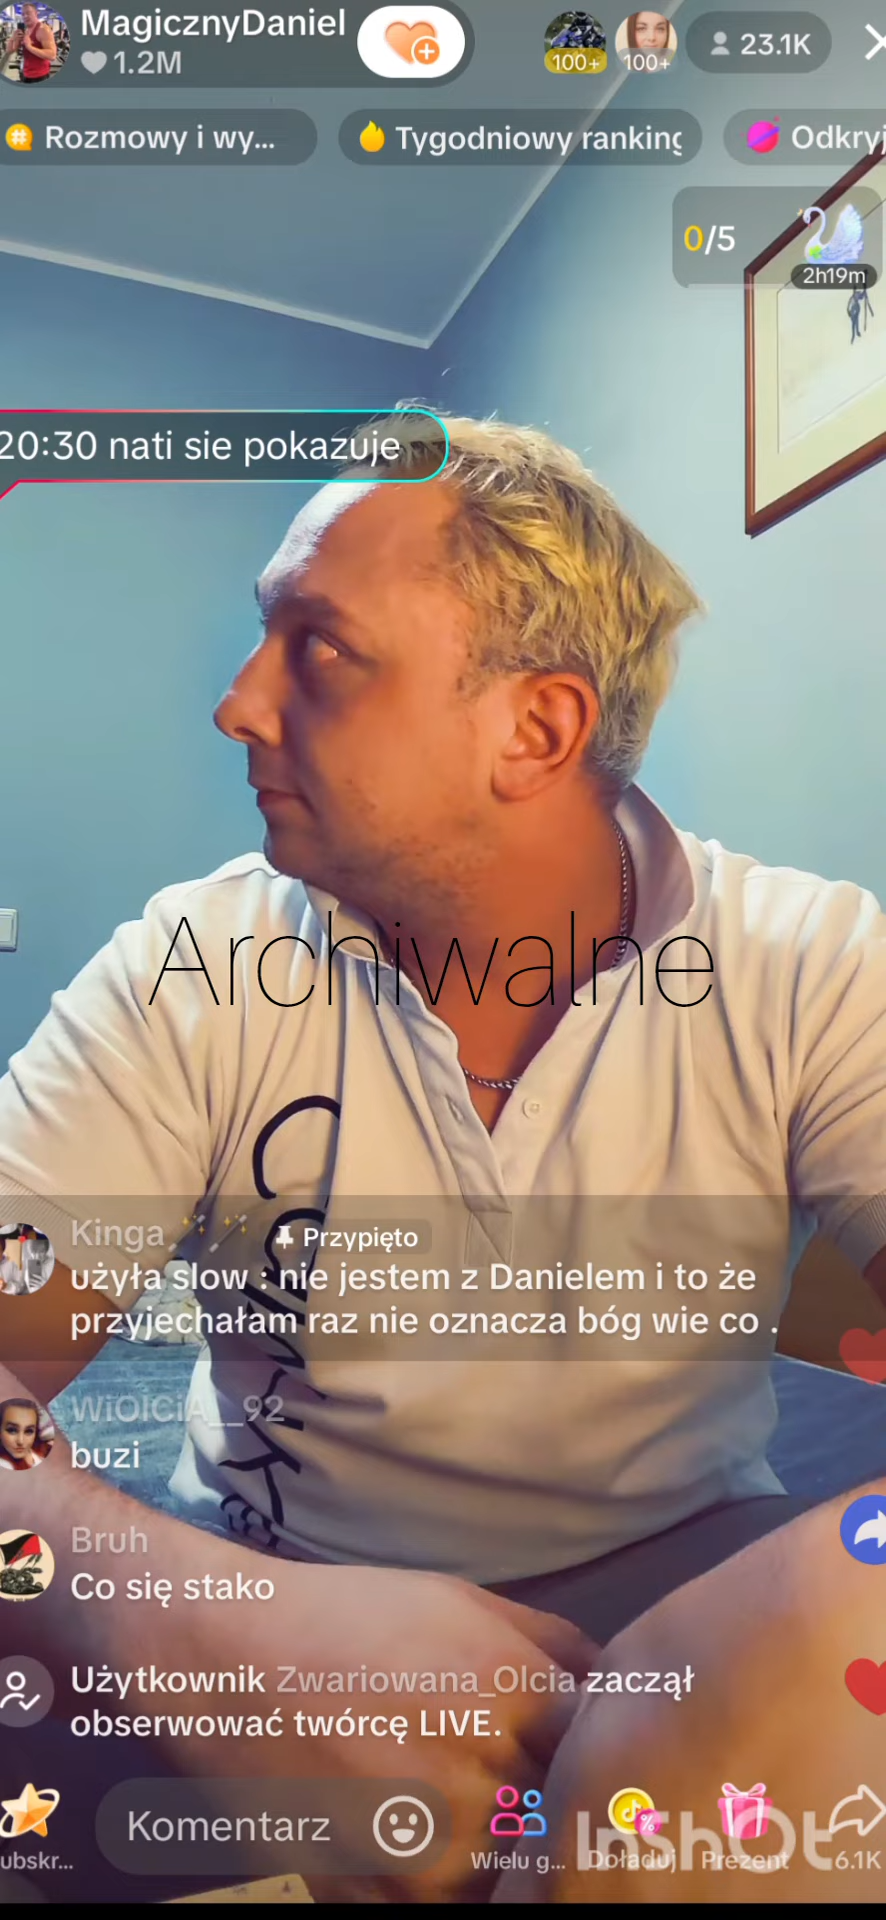 MagicznyDaniel
1.2M
100+
100+
23.1K
Rozmowy i wy...
Tygodniowy ranking
Odkryj
0/5
2h19m
20:30 nati sie pokazuje
Archiwalne
Kinga
Przypięto
użyła slow : nie jestem z Danielem i to że
przyjechałam raz nie oznacza bóg wie co .
WiOlCiA__92
buzi
Bruh
Co się stako
Użytkownik Zwariowana_Olcia zaczął
obserwować twórcę LIVE.
Komentarz
ubskr...
Wielu g...
Doładuj
Prezent
6.1K
InShOt